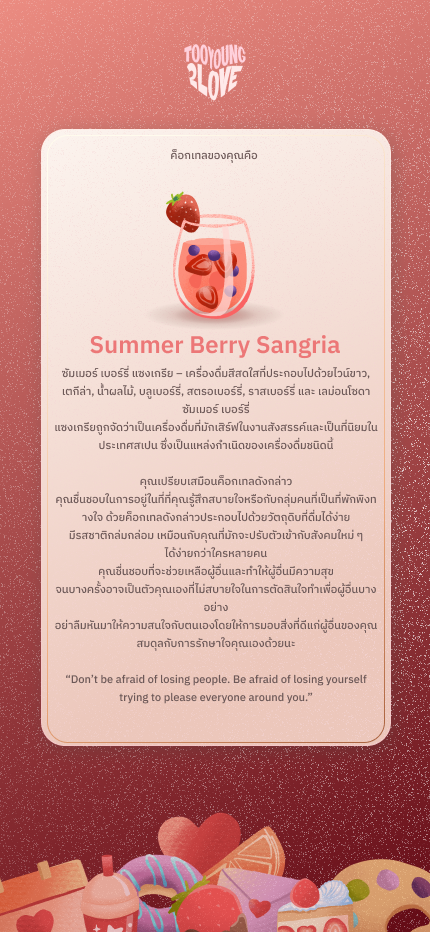 TOOYOUNG
2LOVE
ค็อกเทลของคุณคือ
Summer Berry Sangria
ซัมเมอร์ เบอร์รี่ แซงเกรีย – เครื่องดื่มสีสดใสที่ประกอบไปด้วยไวน์ขาว,
เตกีล่า, น้ำผลไม้, บลูเบอร์รี่, สตรอเบอร์รี่, ราสเบอร์รี่ และ เลม่อนโซดา
ซัมเมอร์ เบอร์รี่
แซงเกรียถูกจัดว่าเป็นเครื่องดื่มที่มักเสิร์ฟในงานสังสรรค์และเป็นที่นิยมใน
ประเทศสเปน ซึ่งเป็นแหล่งกำเนิดของเครื่องดื่มชนิดนี้
คุณเปรียบเสมือนค็อกเทลดังกล่าว
คุณชื่นชอบในการอยู่ในที่ที่คุณรู้สึกสบายใจหรือกับกลุ่มคนที่เป็นที่พักพิงท
างใจ ด้วยค็อกเทลดังกล่าวประกอบไปด้วยวัตถุดิบที่ดื่มได้ง่าย
มีรสชาติกลมกล่อม เหมือนกับคุณที่มักจะปรับตัวเข้ากับสังคมใหม่ ๆ
ได้ง่ายกว่าใครหลายคน
คุณชื่นชอบที่จะช่วยเหลือผู้อื่นและทำให้ผู้อื่นมีความสุข
จนบางครั้งอาจเป็นตัวคุณเองที่ไม่สบายใจในการตัดสินใจทำเพื่อผู้อื่นบาง
อย่าง
อย่าลืมหันมาให้ความสนใจกับตนเองโดยให้การมอบสิ่งที่ดีแก่ผู้อื่นของคุณ
สมดุลกับการรักษาใจคุณเองด้วยนะ
“Don’t be afraid of losing people. Be afraid of losing yourself
trying to please everyone around you.”